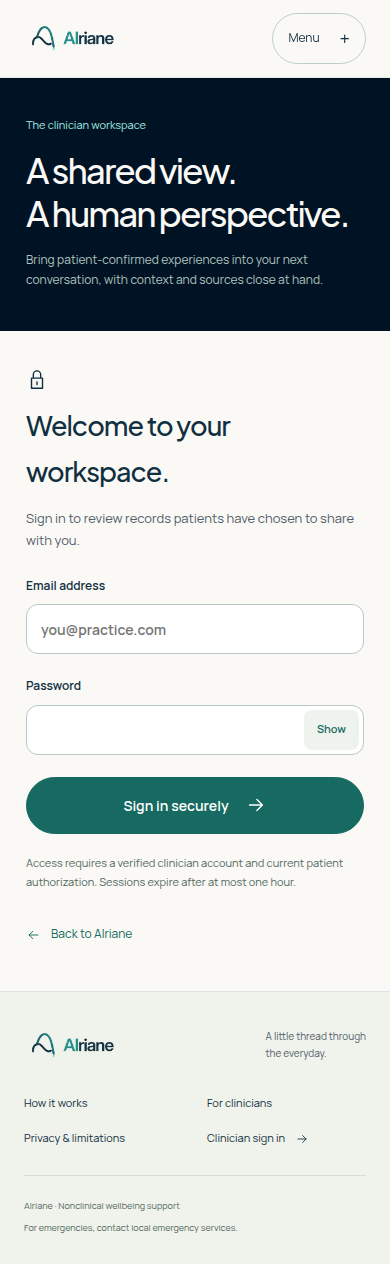 AIriane
Menu +
The clinician workspace
A shared view.
A human perspective.
Bring patient-confirmed experiences into your next
conversation, with context and sources close at hand.
Welcome to your
workspace.
Sign in to review records patients have chosen to share
with you.
Email address
you@practice.com
Password
Show
Sign in securely →
Access requires a verified clinician account and current patient
authorization. Sessions expire after at most one hour.
← Back to AIriane
AIriane
A little thread through
the everyday.
How it works
For clinicians
Privacy & limitations
Clinician sign in →
AIriane · Nonclinical wellbeing support
For emergencies, contact local emergency services.